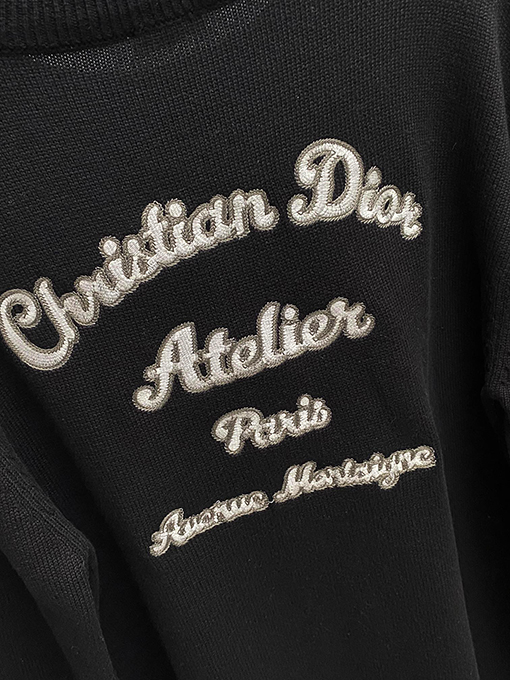 Christian Dior
Atelier
Paris
Avenue Montaigne